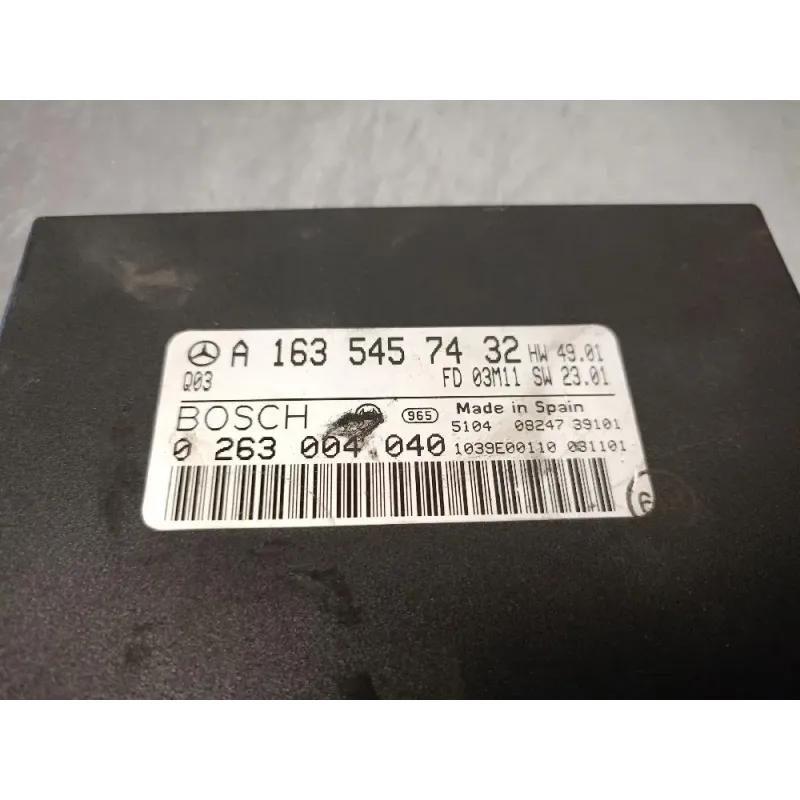 A 163 545 74 32 HW 49.01
Q03 FD 03M11 SW 23.01
BOSCH 965 Made in Spain
5104 08247 39101
0 263 004 040 1039E00110 031101